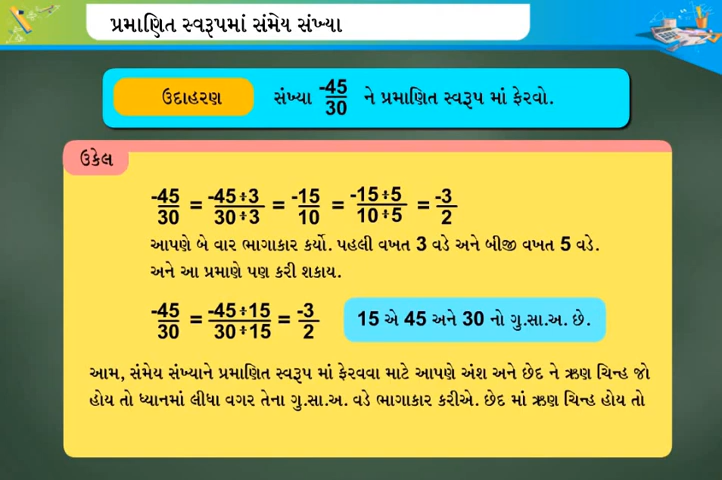 પ્રમાણિત સ્વરૂપમાં સંમેય સંખ્યા
ઉદાહરણ સંખ્યા -45/30 ને પ્રમાણિત સ્વરૂપ માં ફેરવો.
ઉકેલ
-45/30 = -45÷3/30÷3 = -15/10 = -15÷5/10÷5 = -3/2
આપણે બે વાર ભાગાકાર કર્યો. પહલી વખત 3 વડે અને બીજી વખત 5 વડે.
અને આ પ્રમાણે પણ કરી શકાય.
-45/30 = -45÷15/30÷15 = -3/2 15 એ 45 અને 30 નો ગુ.સા.અ. છે.
આમ, સંમેય સંખ્યાને પ્રમાણિત સ્વરૂપ માં ફેરવવા માટે આપણે અંશ અને છેદ ને ઋણ ચિન્હ જો
હોય તો ધ્યાનમાં લીધા વગર તેના ગુ.સા.અ. વડે ભાગાકાર કરીએ. છેદ માં ઋણ ચિન્હ હોય તો